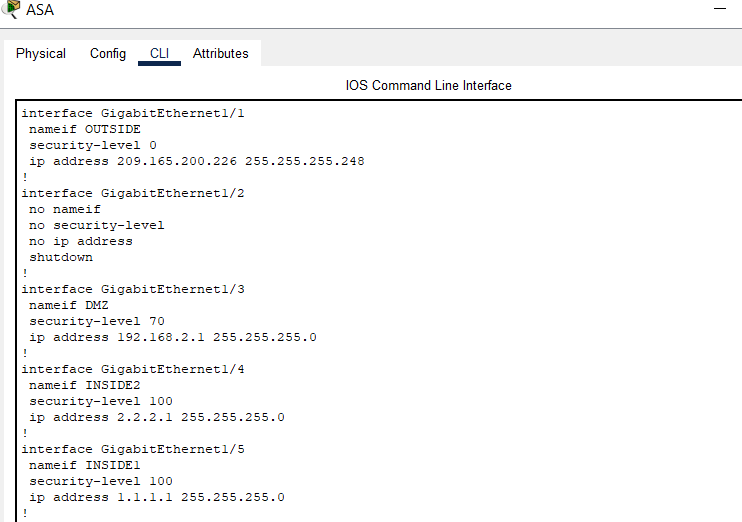 ASA
Physical Config CLI Attributes
IOS Command Line Interface
interface GigabitEthernet1/1
nameif OUTSIDE
security-level 0
ip address 209.165.200.226 255.255.255.248
!
interface GigabitEthernet1/2
no nameif
no security-level
no ip address
shutdown
!
interface GigabitEthernet1/3
nameif DMZ
security-level 70
ip address 192.168.2.1 255.255.255.0
!
interface GigabitEthernet1/4
nameif INSIDE2
security-level 100
ip address 2.2.2.1 255.255.255.0
!
interface GigabitEthernet1/5
nameif INSIDE1
security-level 100
ip address 1.1.1.1 255.255.255.0
!